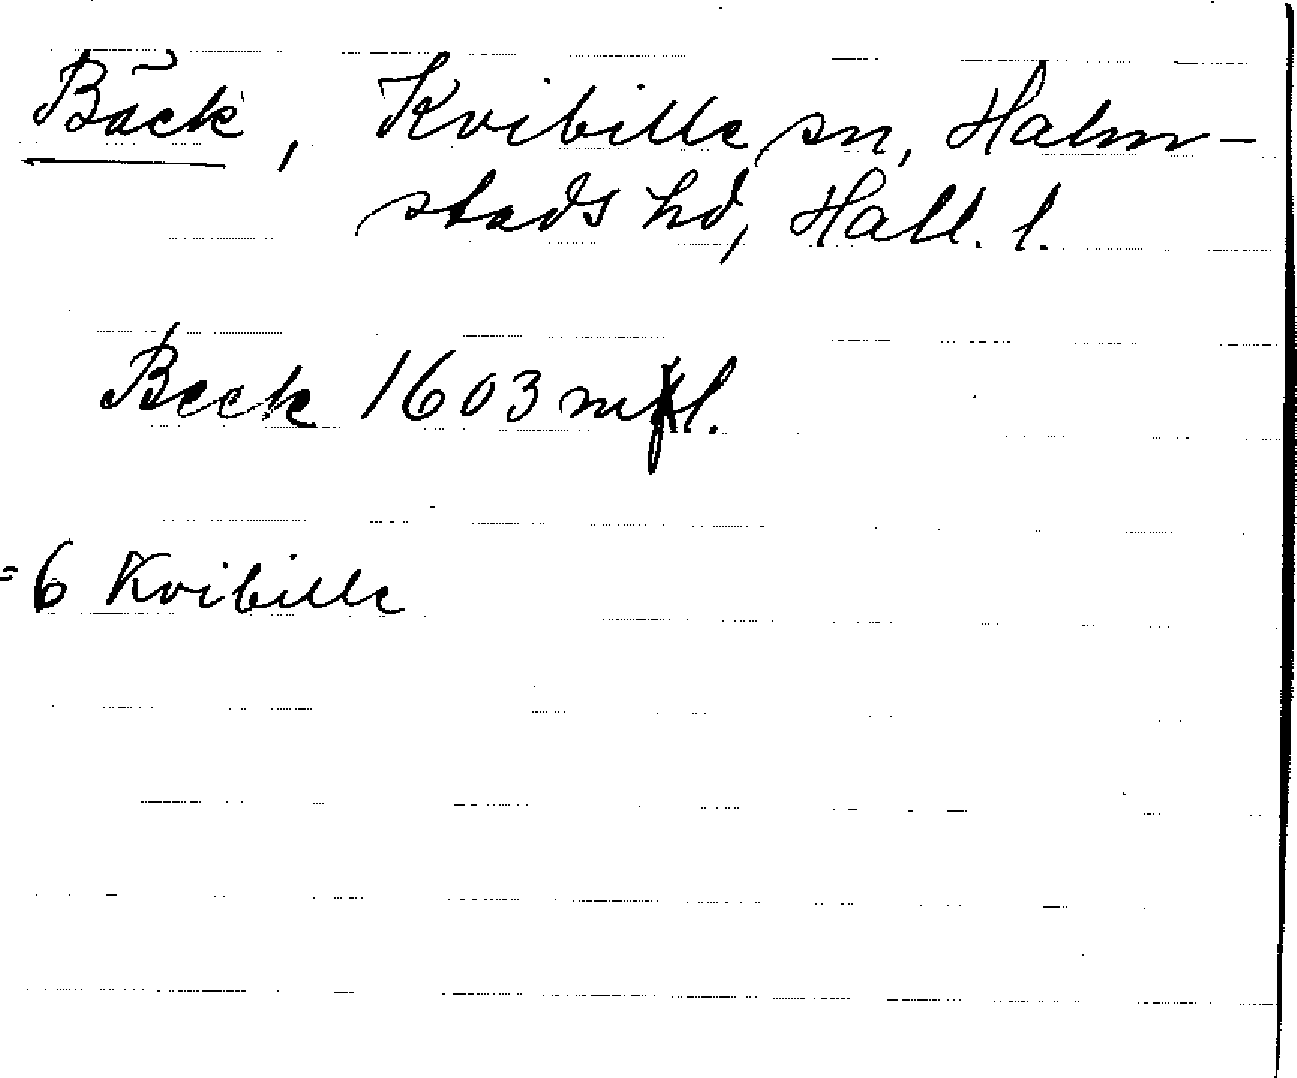 Bäck, Kvibille sn, Halm-
stads hd, Hall. l.
Beck 1603 mfl.
=6 Kvibille